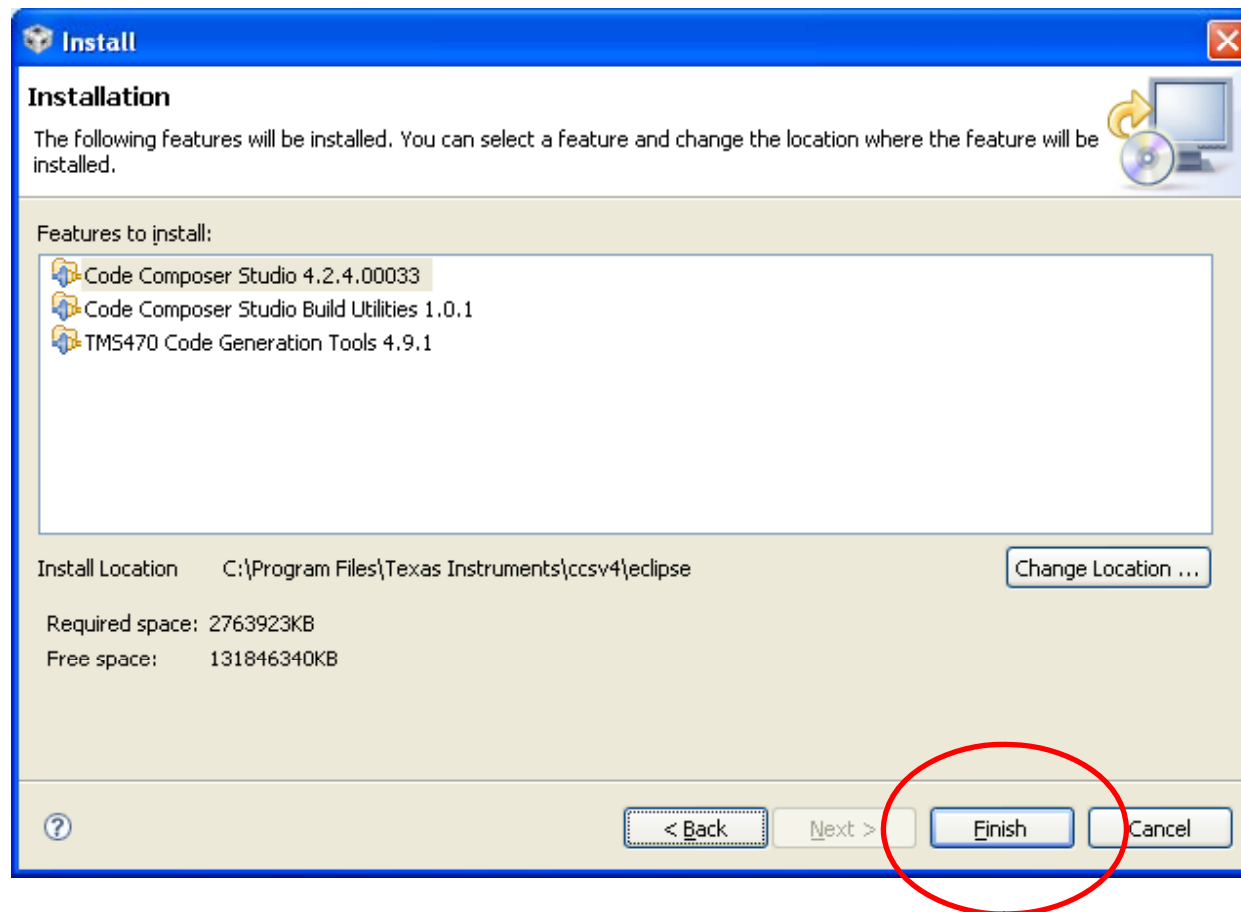 Install
Installation
The following features will be installed. You can select a feature and change the location where the feature will be
installed.
Features to install:
Code Composer Studio 4.2.4.00033
Code Composer Studio Build Utilities 1.0.1
TMS470 Code Generation Tools 4.9.1
Install Location C:\Program Files\Texas Instruments\ccsv4\eclipse Change Location ...
Required space: 2763923KB
Free space: 131846340KB
? < Back Next > Finish Cancel